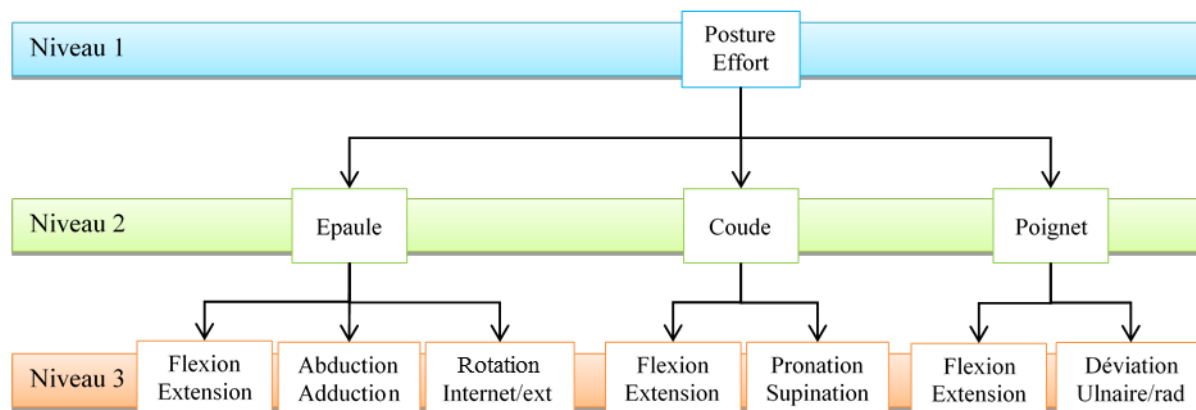 Niveau 1
Posture
Effort
Niveau 2
Epaule
Coude
Poignet
Niveau 3
Flexion
Extension
Abduction
Adduction
Rotation
Internet/ext
Flexion
Extension
Pronation
Supination
Flexion
Extension
Déviation
Ulnaire/rad